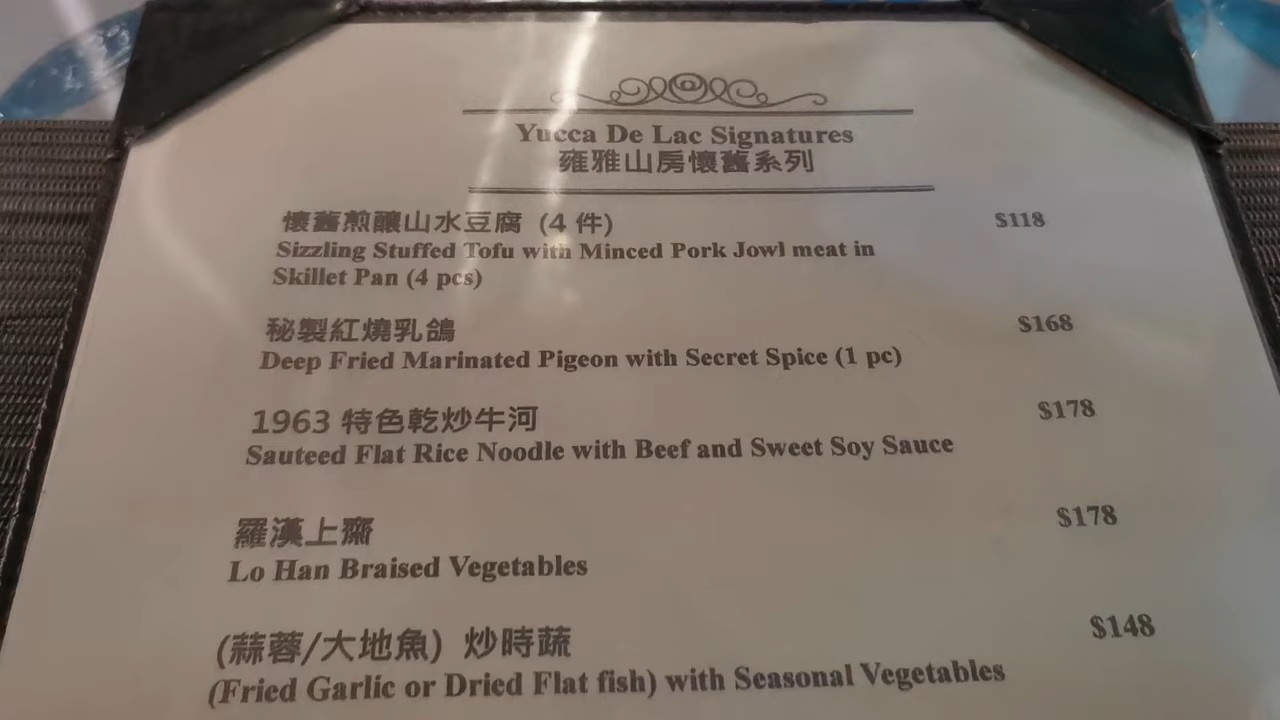 Yucca De Lac Signatures
雍雅山房懷舊系列
懷舊煎釀山水豆腐 (4 件) $118
Sizzling Stuffed Tofu with Minced Pork Jowl meat in
Skillet Pan (4 pcs)
秘製紅燒乳鴿 $168
Deep Fried Marinated Pigeon with Secret Spice (1 pc)
1963 特色乾炒牛河 $178
Sauteed Flat Rice Noodle with Beef and Sweet Soy Sauce
羅漢上齋 $178
Lo Han Braised Vegetables
(蒜蓉/大地魚) 炒時蔬 $148
(Fried Garlic or Dried Flat fish) with Seasonal Vegetables